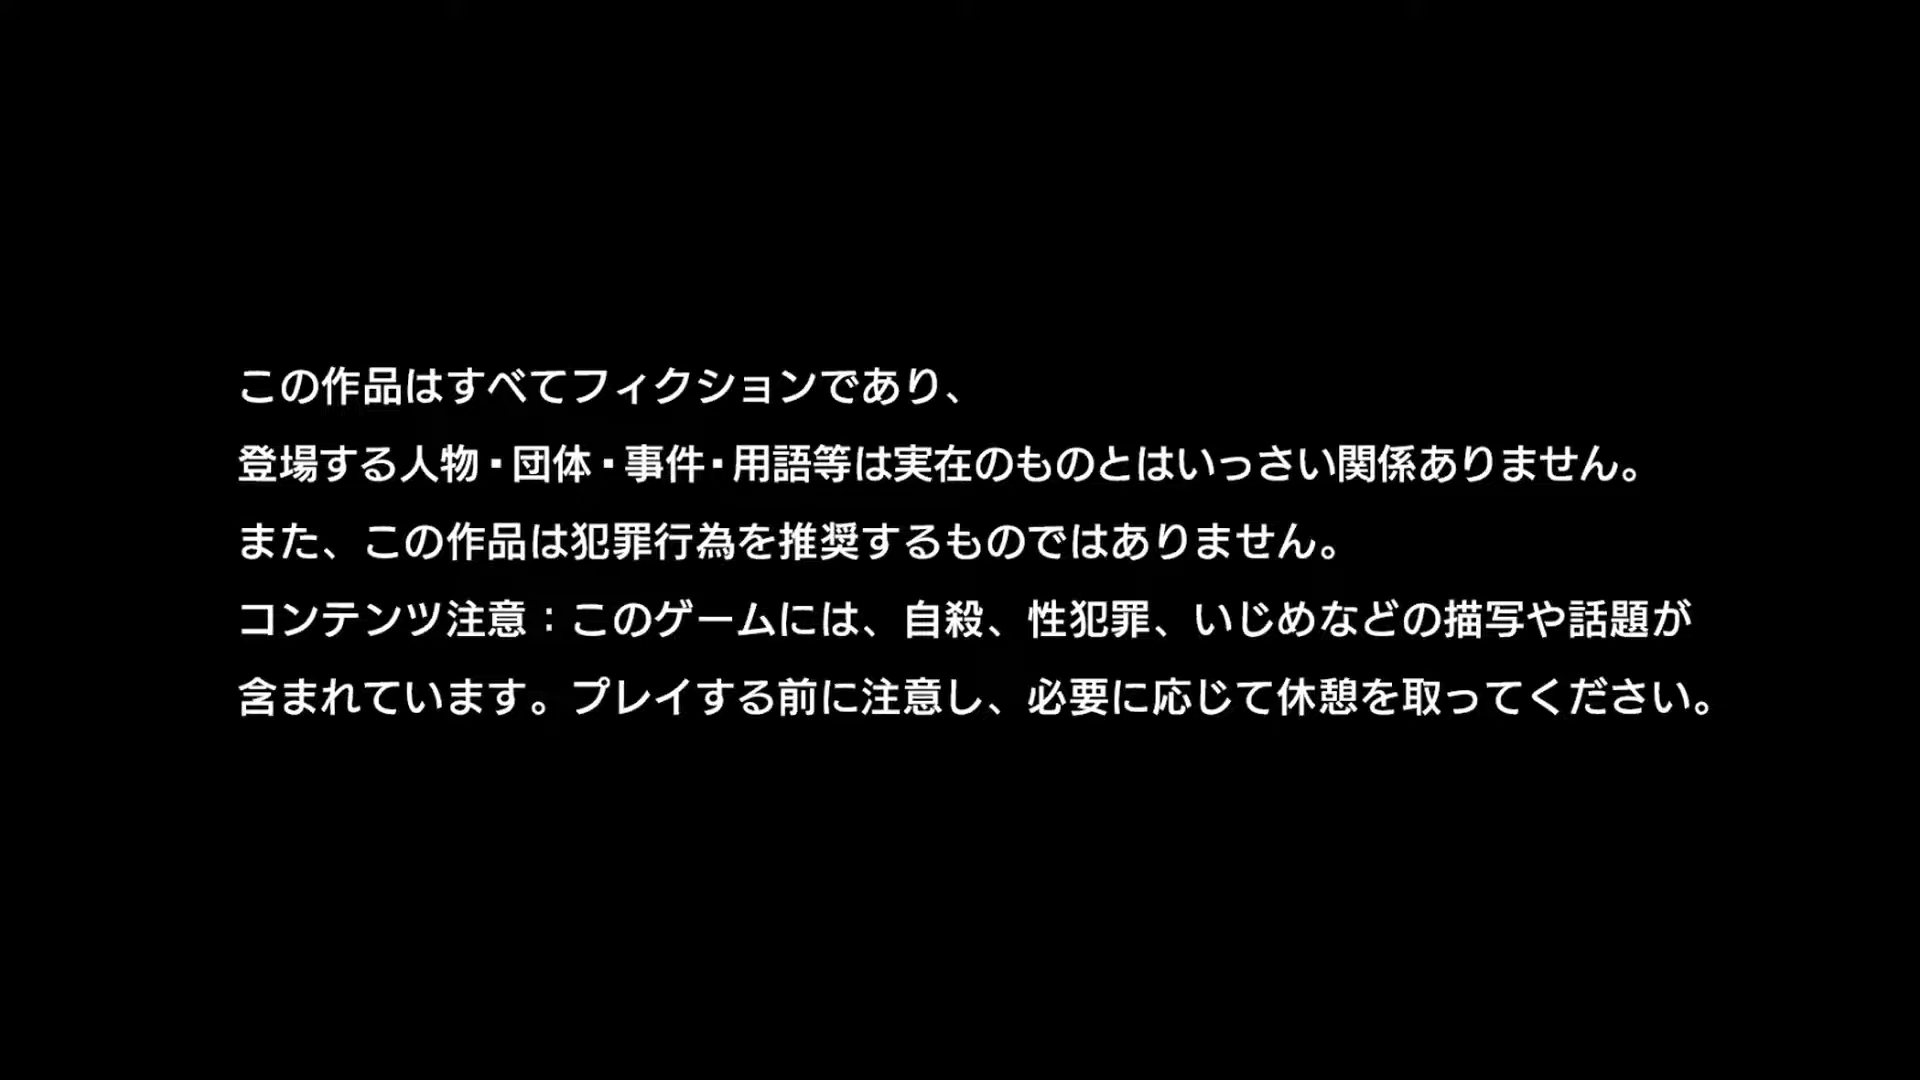 この作品はすべてフィクションであり、
登場する人物・団体・事件・用語等は実在のものとはいっさい関係ありません。
また、この作品は犯罪行為を推奨するものではありません。
コンテンツ注意：このゲームには、自殺、性犯罪、いじめなどの描写や話題が
含まれています。プレイする前に注意し、必要に応じて休憩を取ってください。